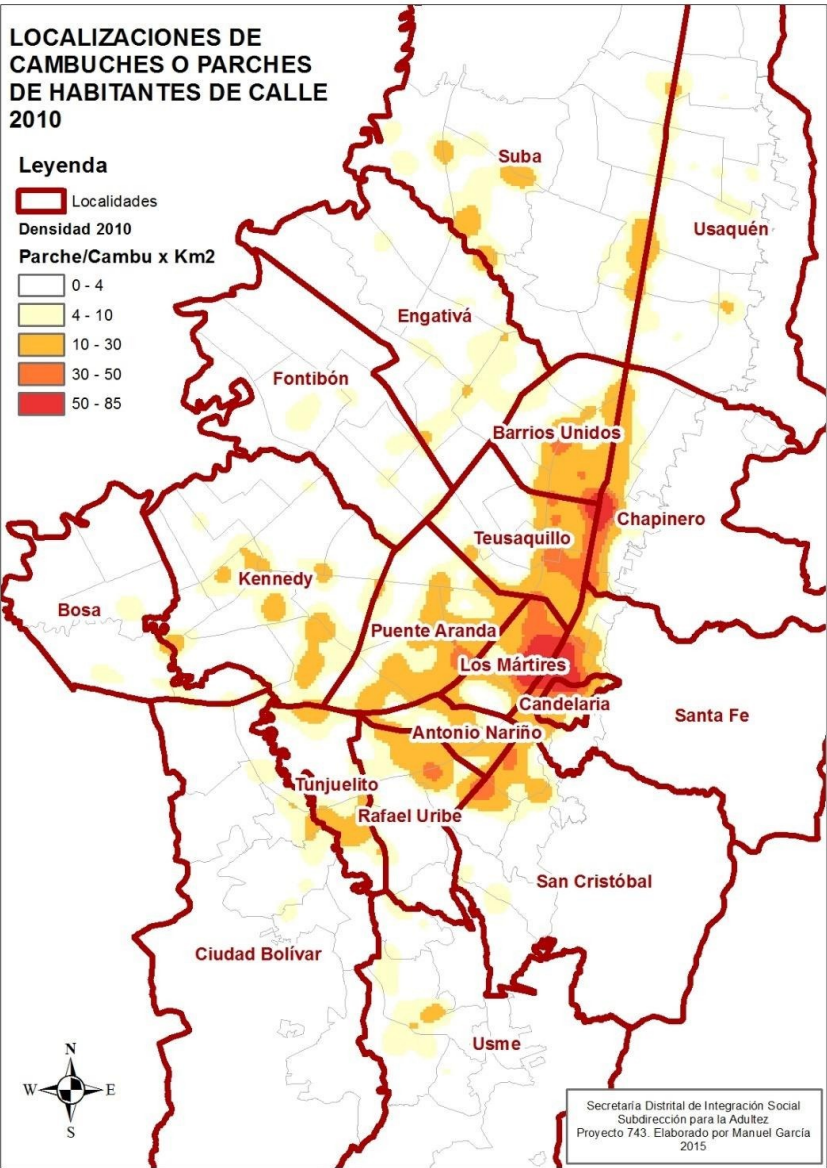 LOCALIZACIONES DE
CAMBUCHES O PARCHES
DE HABITANTES DE CALLE
2010
Leyenda
Localidades
Densidad 2010
Parche/Cambu x Km2
0 - 4
4 - 10
10 - 30
30 - 50
50 - 85
Suba
Usaquén
Engativá
Fontibón
Barrios Unidos
Chapinero
Teusaquillo
Kennedy
Bosa
Puente Aranda
Los Mártires
Candelaria
Santa Fe
Antonio Nariño
Tunjuelito
Rafael Uribe
San Cristóbal
Ciudad Bolívar
Usme
N
W
E
S
Secretaría Distrital de Integración Social
Subdirección para la Adultez
Proyecto 743. Elaborado por Manuel García
2015